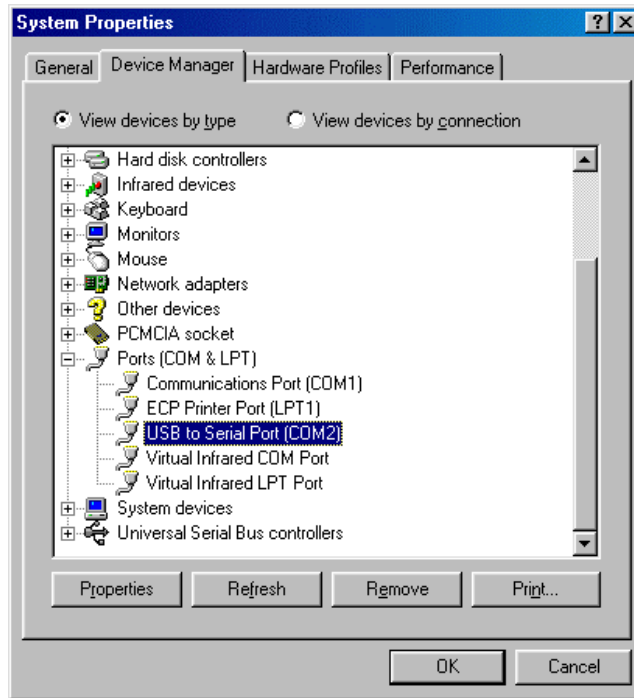 System Properties
General Device Manager Hardware Profiles Performance
View devices by type View devices by connection
Hard disk controllers
Infrared devices
Keyboard
Monitors
Mouse
Network adapters
Other devices
PCMCIA socket
Ports (COM & LPT)
Communications Port (COM1)
ECP Printer Port (LPT1)
USB to Serial Port (COM2)
Virtual Infrared COM Port
Virtual Infrared LPT Port
System devices
Universal Serial Bus controllers
Properties Refresh Remove Print...
OK Cancel